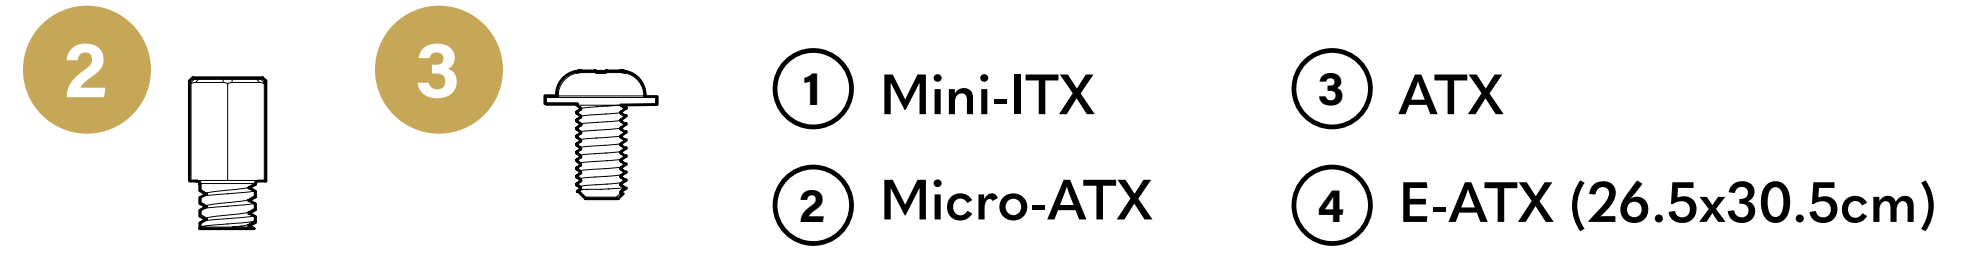 2
3
1 Mini-ITX
3 ATX
2 Micro-ATX
4 E-ATX (26.5x30.5cm)